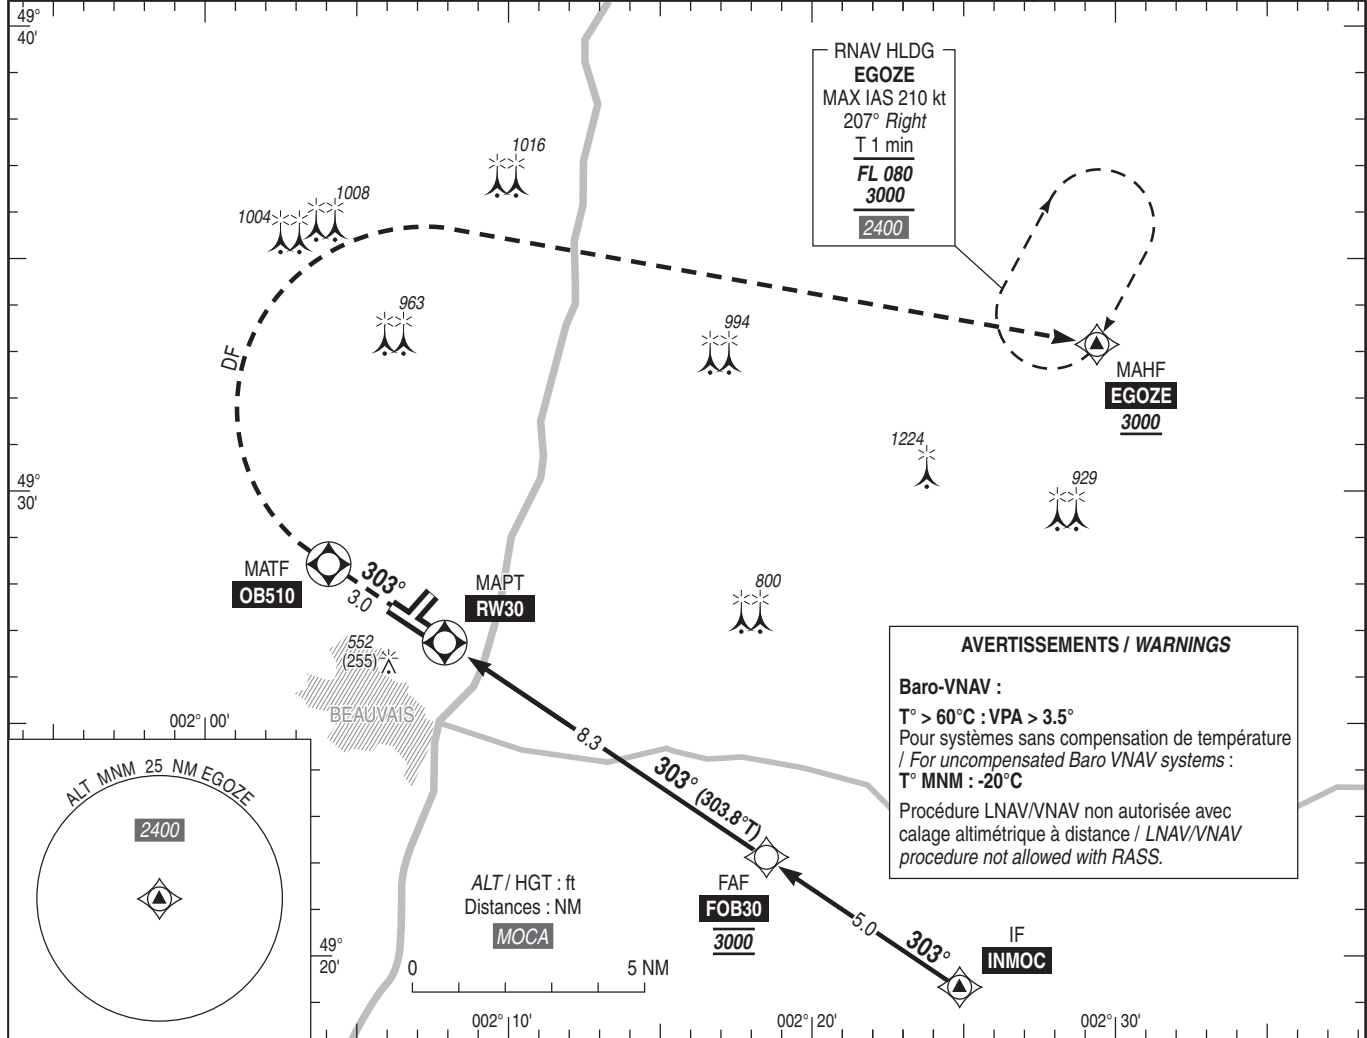 49°
40'
RNAV HLDG
EGOZE
MAX IAS 210 kt
207° Right
T 1 min
FL 080
3000
2400
1016
1008
1004
963
994
DF
MAHF
EGOZE
3000
1224
929
49°
30'
MATF
OB510
303°
3.0
MAPT
RW30
800
552
(255)
BEAUVAIS
002° 00'
8.3
303° (303.8°T)
AVERTISSEMENTS / WARNINGS
Baro-VNAV :
T° > 60°C : VPA > 3.5°
Pour systèmes sans compensation de température
/ For uncompensated Baro VNAV systems :
T° MNM : -20°C
Procédure LNAV/VNAV non autorisée avec
calage altimétrique à distance / LNAV/VNAV
procedure not allowed with RASS.
ALT MNM 25 NM EGOZE
2400
ALT / HGT : ft
Distances : NM
MOCA
0 5 NM
FAF
FOB30
3000
5.0
303°
IF
INMOC
49°
20'
002° 10'
002° 20'
002° 30'